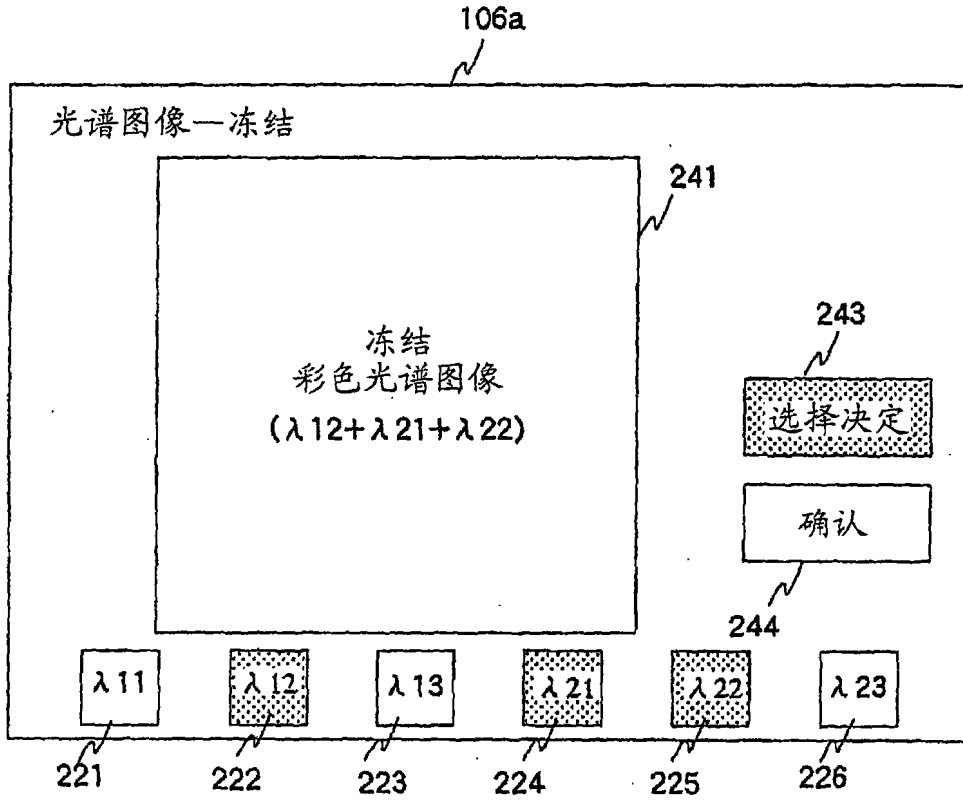 106a
光谱图像—冻结
241
冻结
彩色光谱图像
(λ12+λ21+λ22)
243
选择决定
确认
244
λ11
λ12
λ13
λ21
λ22
λ23
221
222
223
224
225
226